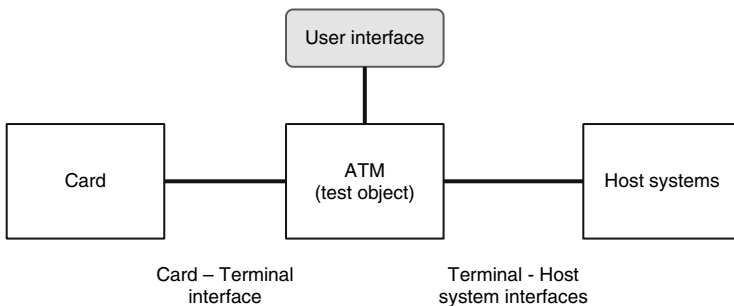 User interface
Card
ATM
(test object)
Host systems
Card – Terminal
interface
Terminal - Host
system interfaces